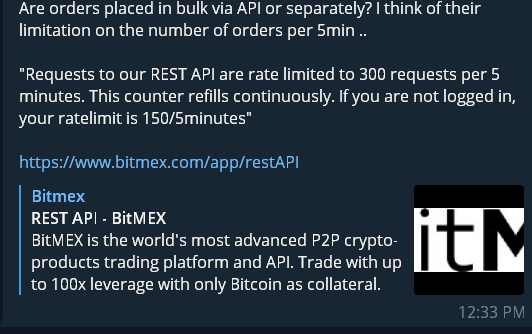 Are orders placed in bulk via API or separately? I think of their
limitation on the number of orders per 5min ..
"Requests to our REST API are rate limited to 300 requests per 5
minutes. This counter refills continuously. If you are not logged in,
your ratelimit is 150/5minutes"
https://www.bitmex.com/app/restAPI
Bitmex
REST API - BitMEX
BitMEX is the world's most advanced P2P crypto-
products trading platform and API. Trade with up
to 100x leverage with only Bitcoin as collateral.
itM
12:33 PM